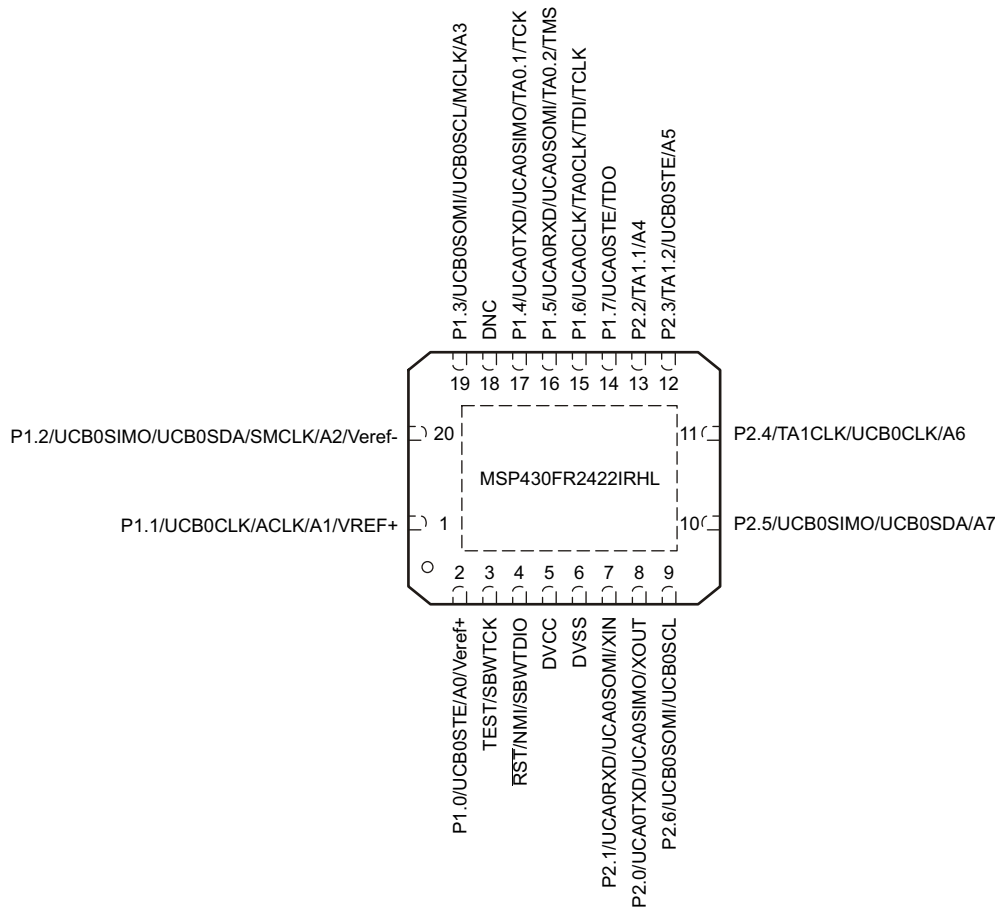 P1.3/UCB0SOMI/UCB0SCL/MCLK/A3
DNC
P1.4/UCA0TXD/UCA0SIMO/TA0.1/TCK
P1.5/UCA0RXD/UCA0SOMI/TA0.2/TMS
P1.6/UCA0CLK/TA0CLK/TDI/TCLK
P1.7/UCA0STE/TDO
P2.2/TA1.1/A4
P2.3/TA1.2/UCB0STE/A5
19 18 17 16 15 14 13 12
P1.2/UCB0SIMO/UCB0SDA/SMCLK/A2/Veref- 20
11 P2.4/TA1CLK/UCB0CLK/A6
MSP430FR2422IRHL
P1.1/UCB0CLK/ACLK/A1/VREF+ 1
10 P2.5/UCB0SIMO/UCB0SDA/A7
2 3 4 5 6 7 8 9
P1.0/UCB0STE/A0/Veref+
TEST/SBWTCK
RST/NMI/SBWTDIO
DVCC
DVSS
P2.1/UCA0RXD/UCA0SOMI/XIN
P2.0/UCA0TXD/UCA0SIMO/XOUT
P2.6/UCB0SOMI/UCB0SCL